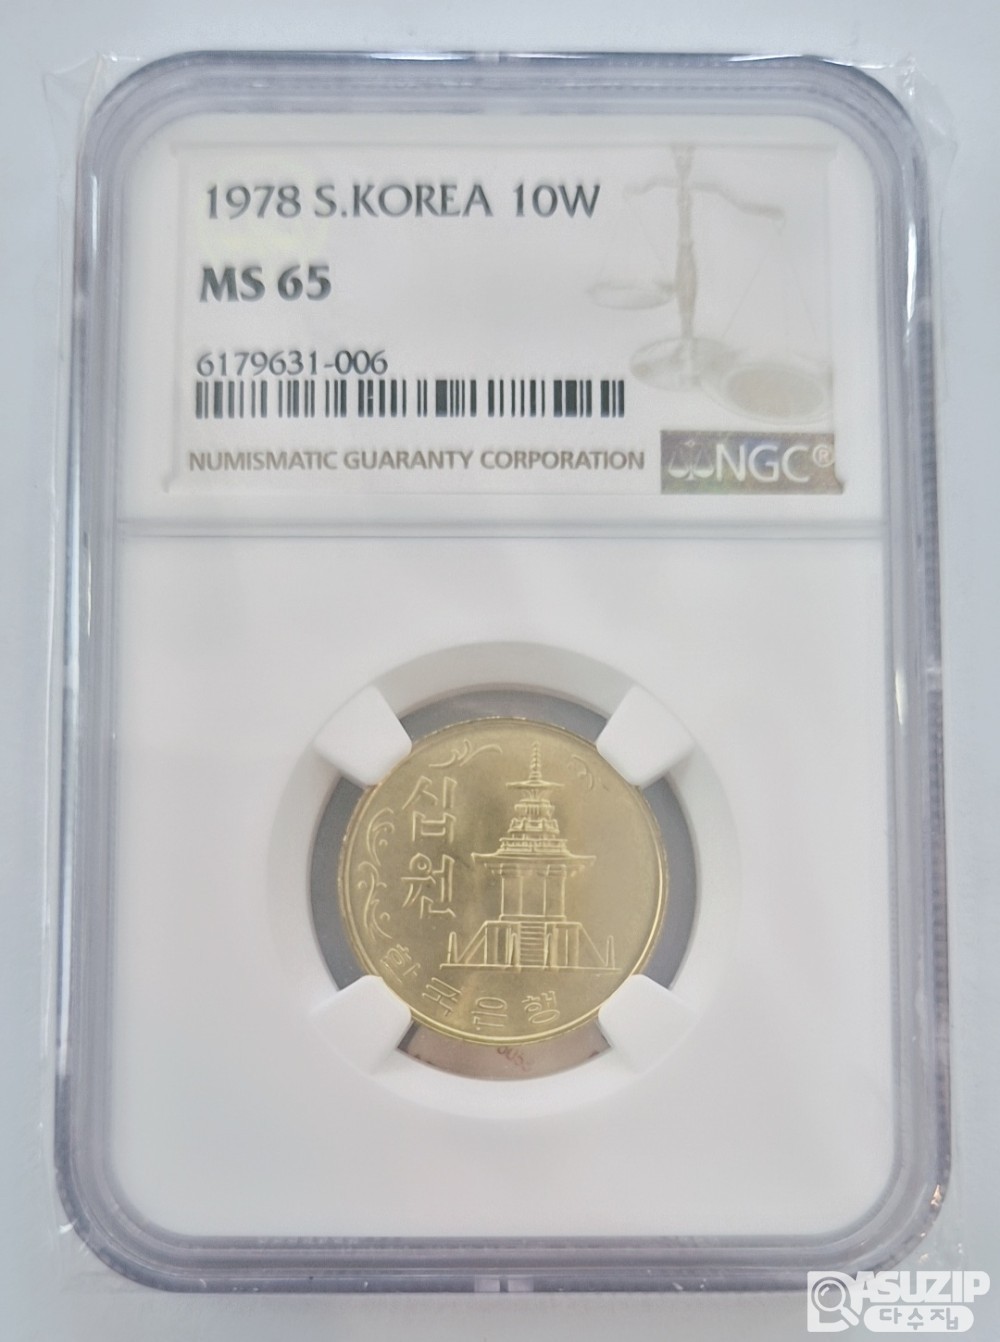 1978 S.KOREA 10W
MS 65
6179631-006
NUMISMATIC GUARANTY CORPORATION
NGC®
십원
한국은행
DASUZIP
다수집